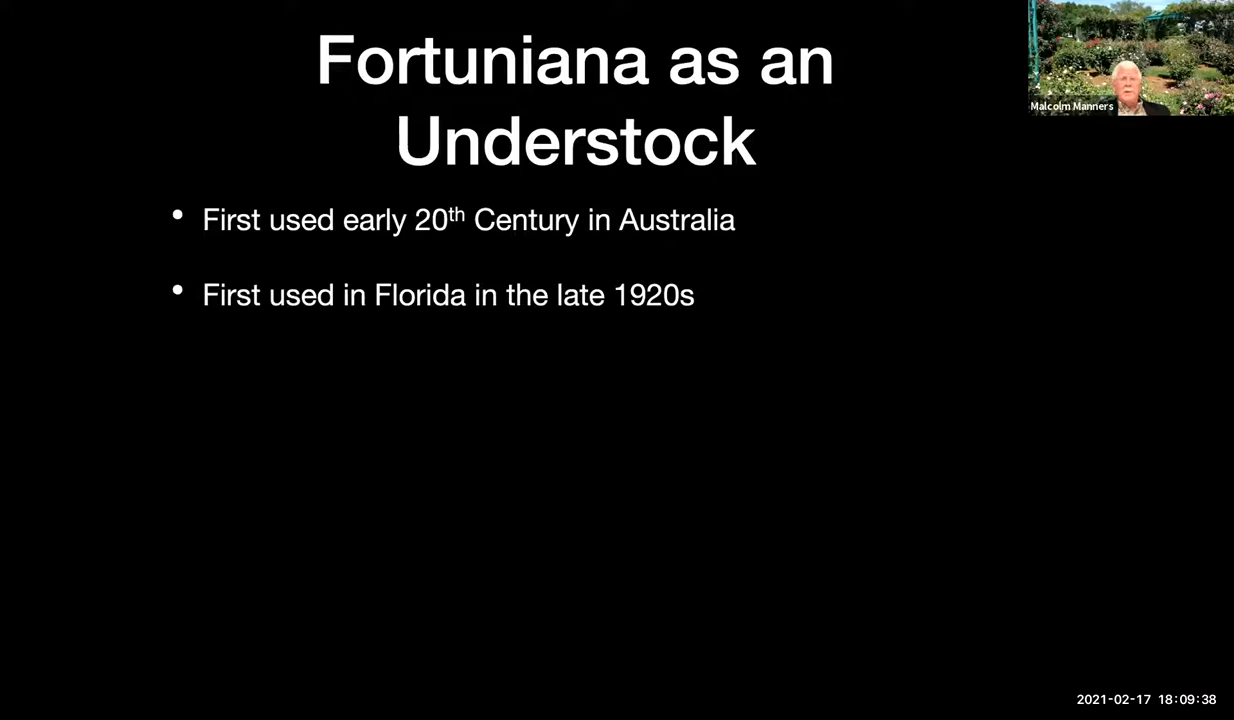 Fortuniana as an
Understock
Malcolm Manners
• First used early 20th Century in Australia
• First used in Florida in the late 1920s
2021-02-17 18:09:38